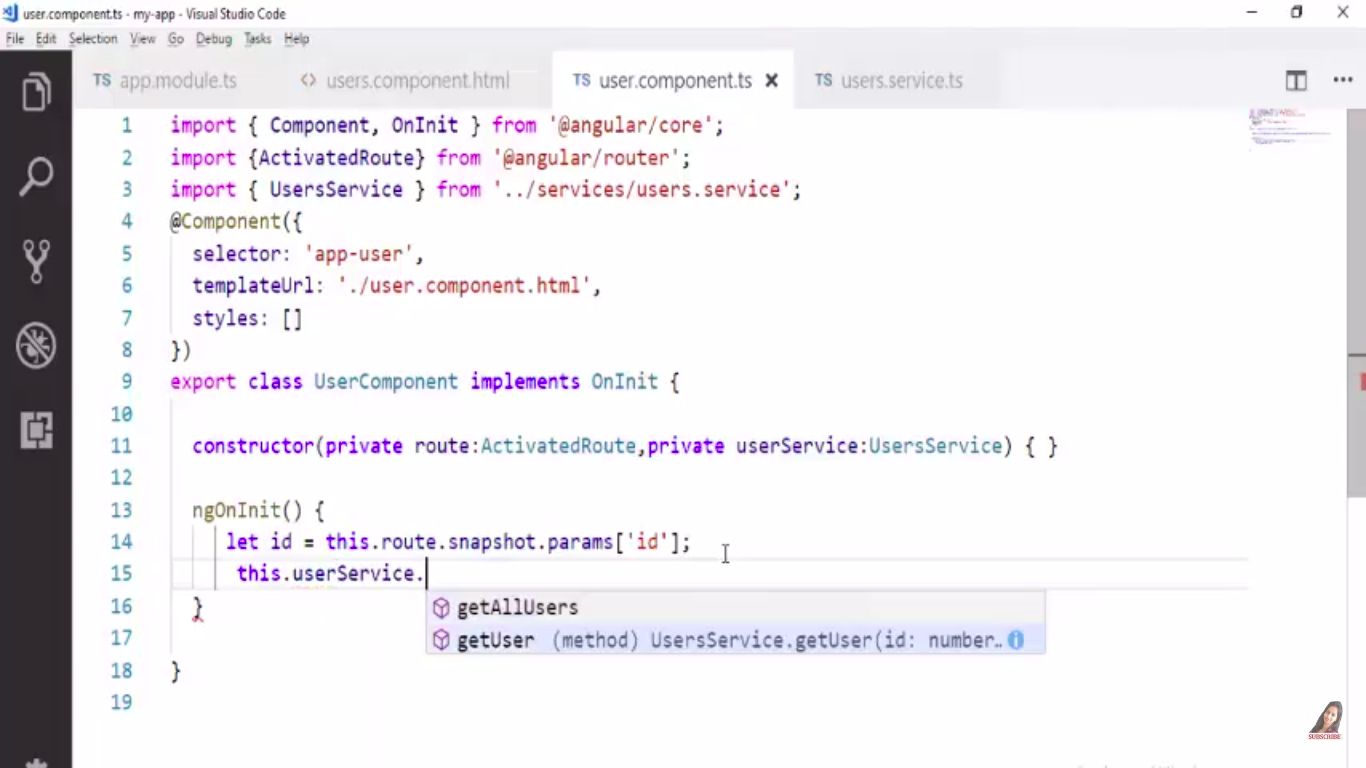 user.component.ts - my-app - Visual Studio Code
File Edit Selection View Go Debug Tasks Help
TS app.module.ts <> users.component.html TS user.component.ts × TS users.service.ts ...
1 import { Component, OnInit } from '@angular/core';
2 import {ActivatedRoute} from '@angular/router';
3 import { UsersService } from '../services/users.service';
4 @Component({
5 selector: 'app-user',
6 templateUrl: './user.component.html',
7 styles: []
8 })
9 export class UserComponent implements OnInit {
10
11 constructor(private route:ActivatedRoute,private userService:UsersService) { }
12
13 ngOnInit() {
14 let id = this.route.snapshot.params['id'];
15 this.userService.
getAllUsers
16 }
getUser (method) UsersService.getUser(id: number…
17
18 }
19
SUBSCRIBE